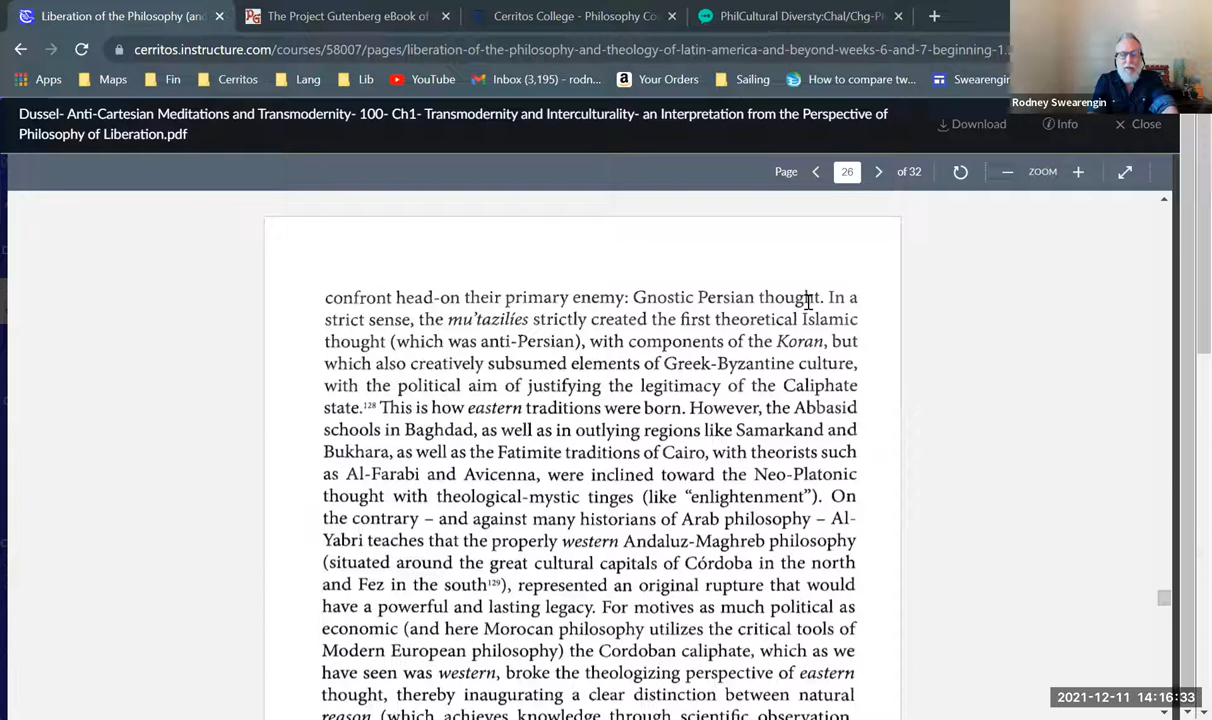 Liberation of the Philosophy (and
The Project Gutenberg eBook of
Cerritos College - Philosophy Co
PhilCultural Diversty:Chal/Chg-P
cerritos.instructure.com/courses/58007/pages/liberation-of-the-philosophy-and-theology-of-latin-america-and-beyond-weeks-6-and-7-beginning-1.
Apps Maps Fin Cerritos Lang Lib YouTube Inbox (3,195) - rodn... Your Orders Sailing How to compare tw... Swearengin
Rodney Swearengin
Dussel- Anti-Cartesian Meditations and Transmodernity- 100- Ch1- Transmodernity and Interculturality- an Interpretation from the Perspective of
Philosophy of Liberation.pdf
Download Info Close
Page 26 of 32 ZOOM
confront head-on their primary enemy: Gnostic Persian thought. In a
strict sense, the mu'tazilíes strictly created the first theoretical Islamic
thought (which was anti-Persian), with components of the Koran, but
which also creatively subsumed elements of Greek-Byzantine culture,
with the political aim of justifying the legitimacy of the Caliphate
state.128 This is how eastern traditions were born. However, the Abbasid
schools in Baghdad, as well as in outlying regions like Samarkand and
Bukhara, as well as the Fatimite traditions of Cairo, with theorists such
as Al-Farabi and Avicenna, were inclined toward the Neo-Platonic
thought with theological-mystic tinges (like “enlightenment”). On
the contrary – and against many historians of Arab philosophy – Al-
Yabri teaches that the properly western Andaluz-Maghreb philosophy
(situated around the great cultural capitals of Córdoba in the north
and Fez in the south129), represented an original rupture that would
have a powerful and lasting legacy. For motives as much political as
economic (and here Morocan philosophy utilizes the critical tools of
Modern European philosophy) the Cordoban caliphate, which as we
have seen was western, broke the theologizing perspective of eastern
thought, thereby inaugurating a clear distinction between natural
reason (which achieves knowledge through scientific observation,
2021-12-11 14:16:33